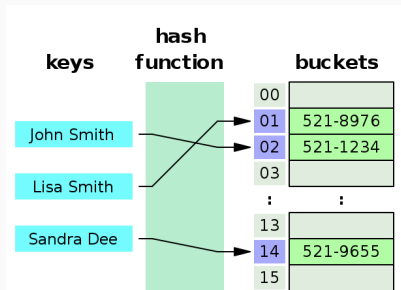 hash
keys function buckets
00
01 521-8976
John Smith 02 521-1234
Lisa Smith 03
: :
13
Sandra Dee 14 521-9655
15